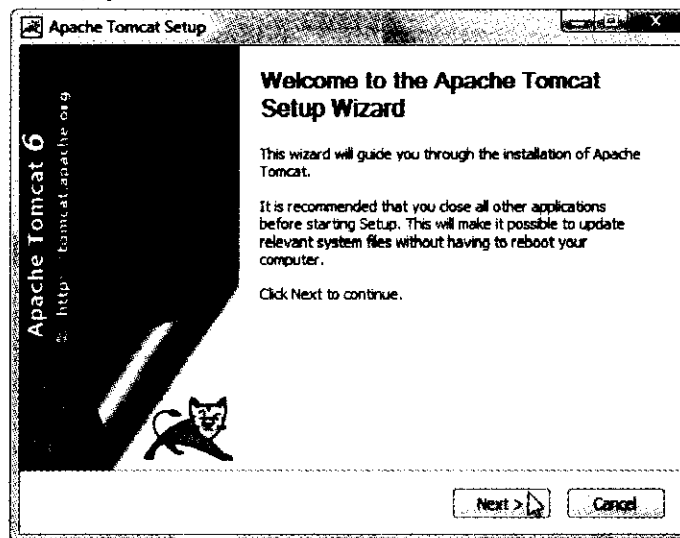 Apache Tomcat Setup
Apache Tomcat 6
http tomcat.apache.org
Welcome to the Apache Tomcat
Setup Wizard
This wizard will guide you through the installation of Apache
Tomcat.
It is recommended that you close all other applications
before starting Setup. This will make it possible to update
relevant system files without having to reboot your
computer.
Click Next to continue.
Next >
Cancel